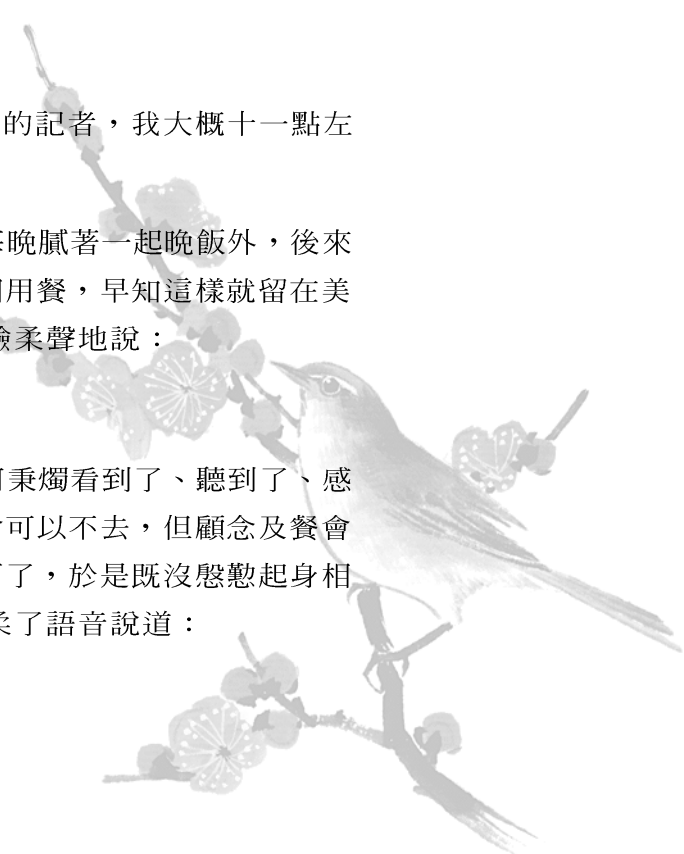 的記者，我大概十一點左
晚膩著一起晚飯外，後來
用餐，早知這樣就留在美
柔聲地說：
秉燭看到了、聽到了、感
可以不去，但顧念及餐會
了，於是既沒慇懃起身相
了語音說道：